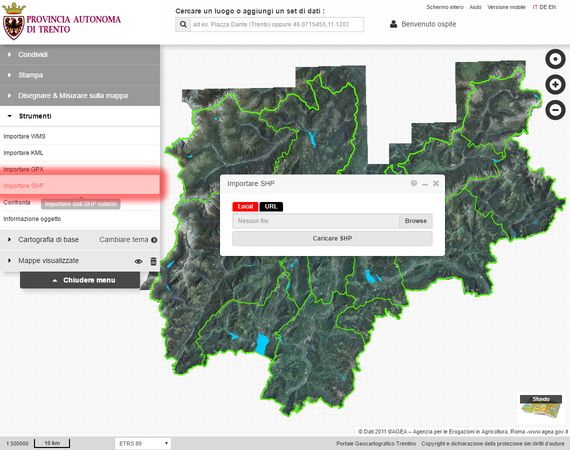 PROVINCIA AUTONOMA
DI TRENTO
Cercare un luogo o aggiungi un set di dati :
ad es. Piazza Dante (Trento) oppure 46.0715455,11.1203
Schermo intero Aiuto Versione mobile IT DE EN
Benvenuto ospite
Condividi
Stampa
Disegnare & Misurare sulla mappa
Strumenti
Importare WMS
Importare KML
Importare GPX
Importare SHP
Confronta
Importare dati SHP esterni
Informazione oggetto
Cartografia di base Cambiare tema
Mappe visualizzate
Chiudere menu
Importare SHP
Local URL
Nessun file Browse
Caricare SHP
Sfondo
© Dati:2011 ©AGEA – Agenzia per le Erogazioni in Agricoltura, Roma -www.agea.gov.it
1:500000 10 km ETRS 89
Portale Geocartografico Trentino Copyright e dichiarazione della protezione dei diritti d'autore